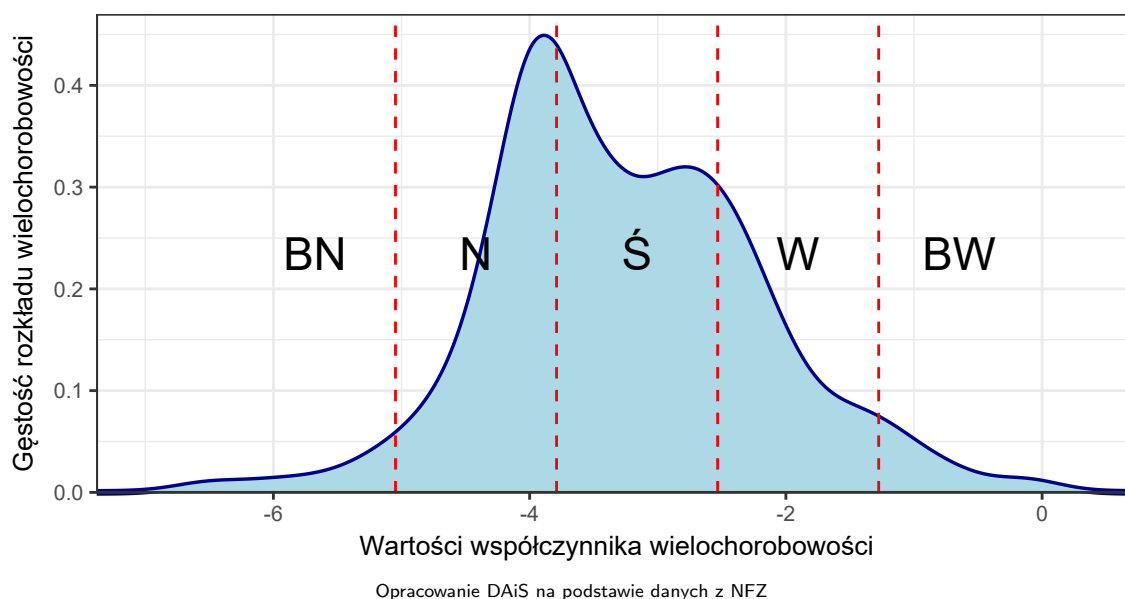 Gęstość rozkładu wielochorobowości
0.4
0.3
0.2
0.1
0.0
BN N Ś W BW
-6 -4 -2 0
Wartości współczynnika wielochorobowości
Opracowanie DAiS na podstawie danych z NFZ